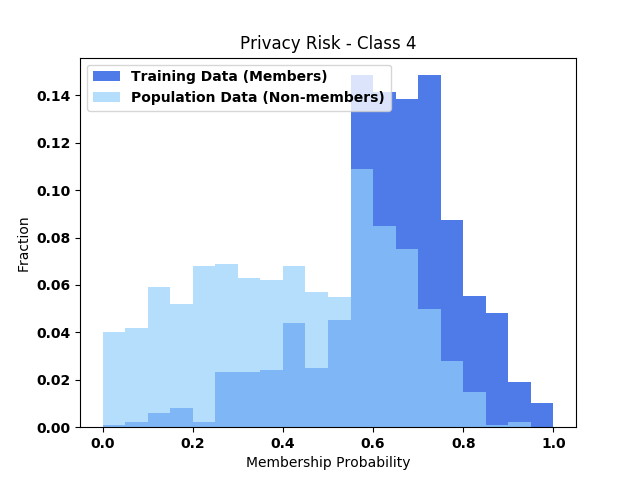 Privacy Risk - Class 4
Training Data (Members)
Population Data (Non-members)
Fraction
0.14
0.12
0.10
0.08
0.06
0.04
0.02
0.00
0.0 0.2 0.4 0.6 0.8 1.0
Membership Probability